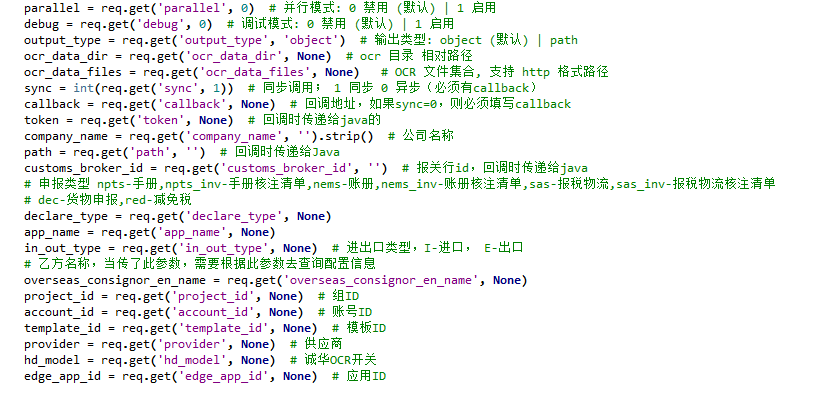 parallel = req.get('parallel', 0)  # 并行模式: 0 禁用 (默认) | 1 启用
debug = req.get('debug', 0)  # 调试模式: 0 禁用 (默认) | 1 启用
output_type = req.get('output_type', 'object')  # 输出类型: object (默认) | path
ocr_data_dir = req.get('ocr_data_dir', None)  # ocr 目录 相对路径
ocr_data_files = req.get('ocr_data_files', None)   # OCR 文件集合, 支持 http 格式路径
sync = int(req.get('sync', 1))  # 同步调用； 1 同步 0 异步（必须有callback）
callback = req.get('callback', None)  # 回调地址，如果sync=0，则必须填写callback
token = req.get('token', None)  # 回调时传递给java的
company_name = req.get('company_name', '').strip()  # 公司名称
path = req.get('path', '')  # 回调时传递给Java
customs_broker_id = req.get('customs_broker_id', '')  # 报关行id，回调时传递给java
# 申报类型 npts-手册,npts_inv-手册核注清单,nems-账册,nems_inv-账册核注清单,sas-报税物流,sas_inv-报税物流核注清单
# dec-货物申报,red-减免税
declare_type = req.get('declare_type', None)
app_name = req.get('app_name', None)
in_out_type = req.get('in_out_type', None)  # 进出口类型，I-进口， E-出口
# 乙方名称，当传了此参数，需要根据此参数去查询配置信息
overseas_consignor_en_name = req.get('overseas_consignor_en_name', None)
project_id = req.get('project_id', None)  # 组ID
account_id = req.get('account_id', None)  # 账号ID
template_id = req.get('template_id', None)  # 模板ID
provider = req.get('provider', None)  # 供应商
hd_model = req.get('hd_model', None)  # 诚华OCR开关
edge_app_id = req.get('edge_app_id', None)  # 应用ID